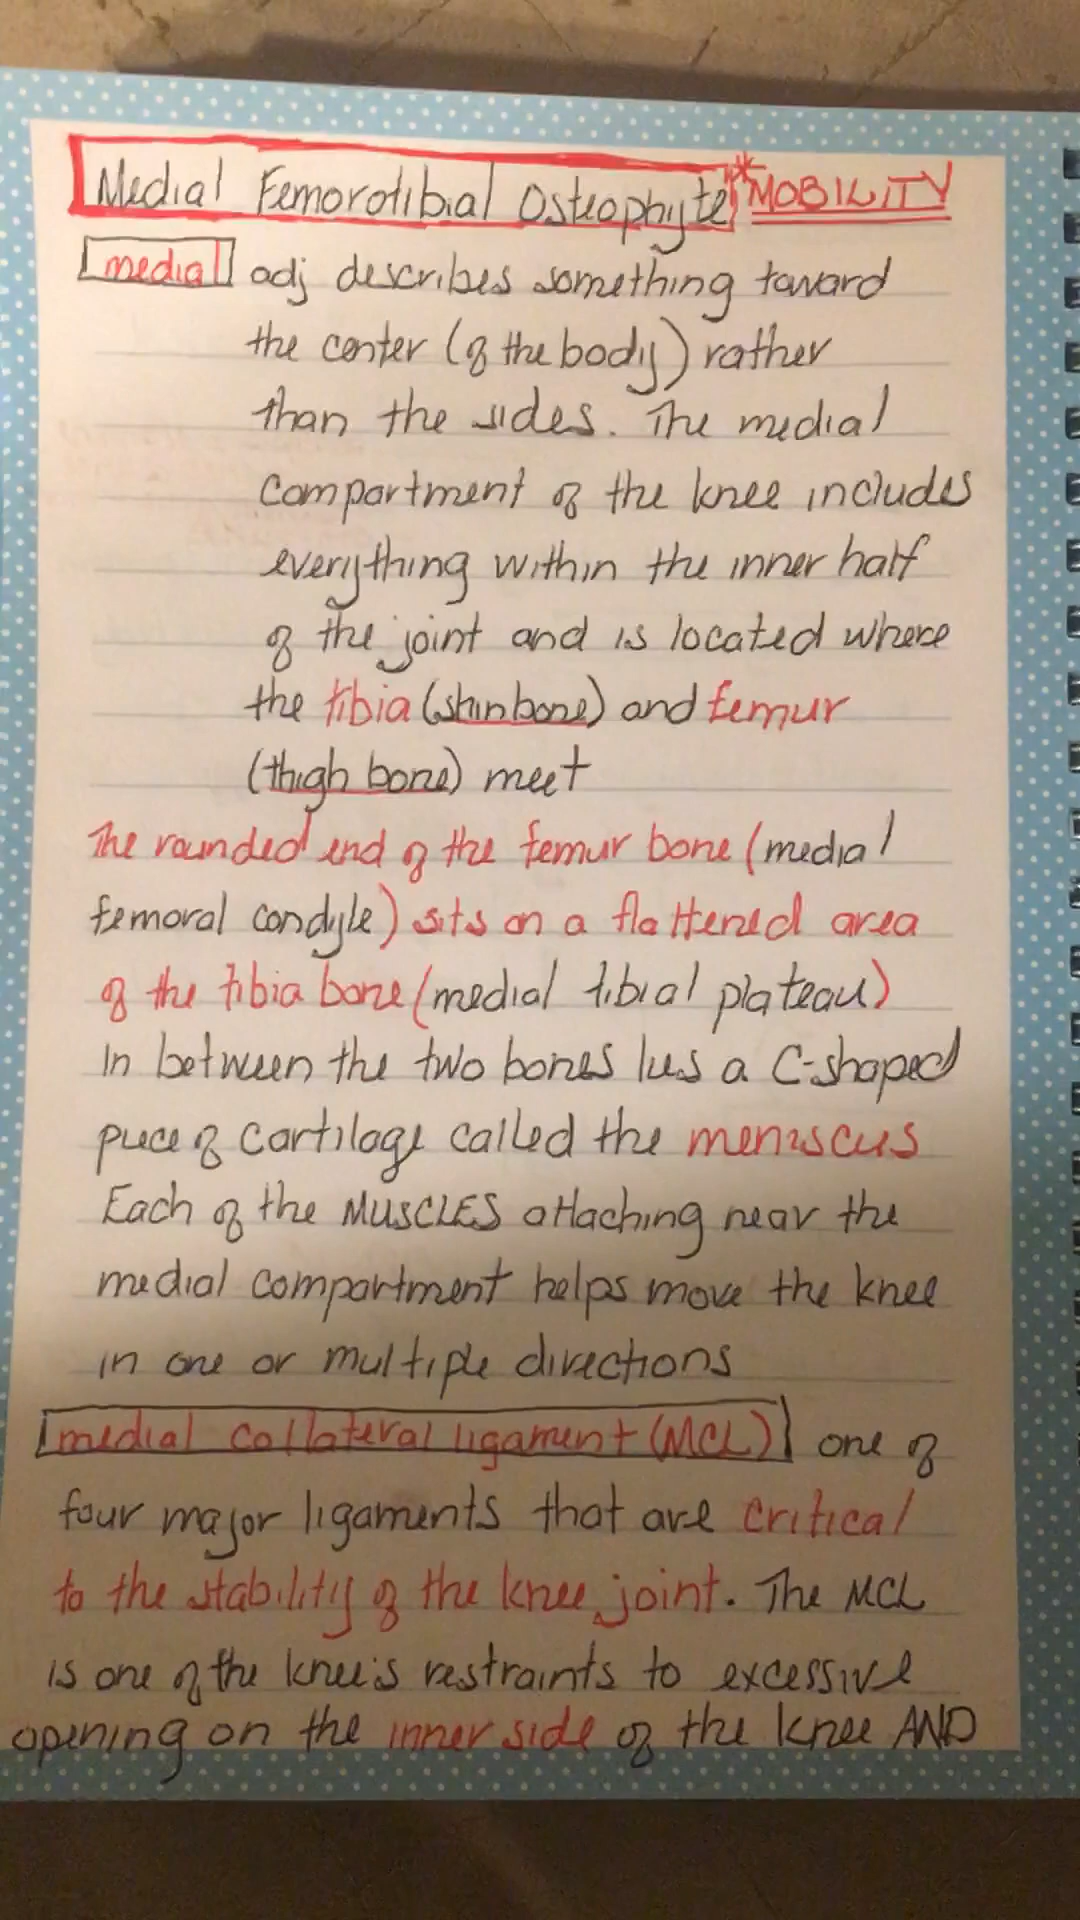 Medial Femorotibial Osteophyte *MOBILITY
medial adj describes something toward
the center (of the body) rather
than the sides. The medial
compartment of the knee includes
everything within the inner half
of the joint and is located where
the tibia (shinbone) and femur
(thigh bone) meet
The rounded end of the femur bone (medial
femoral condyle) sits on a flattened area
of the tibia bone (medial tibial plateau)
In between the two bones lies a C-shaped
piece of cartilage called the meniscus
Each of the MUSCLES attaching near the
medial compartment helps move the knee
in one or multiple directions
medial collateral ligament (MCL) one of
four major ligaments that are critical
to the stability of the knee joint. The MCL
is one of the knee's restraints to excessive
opening on the inner side of the knee AND